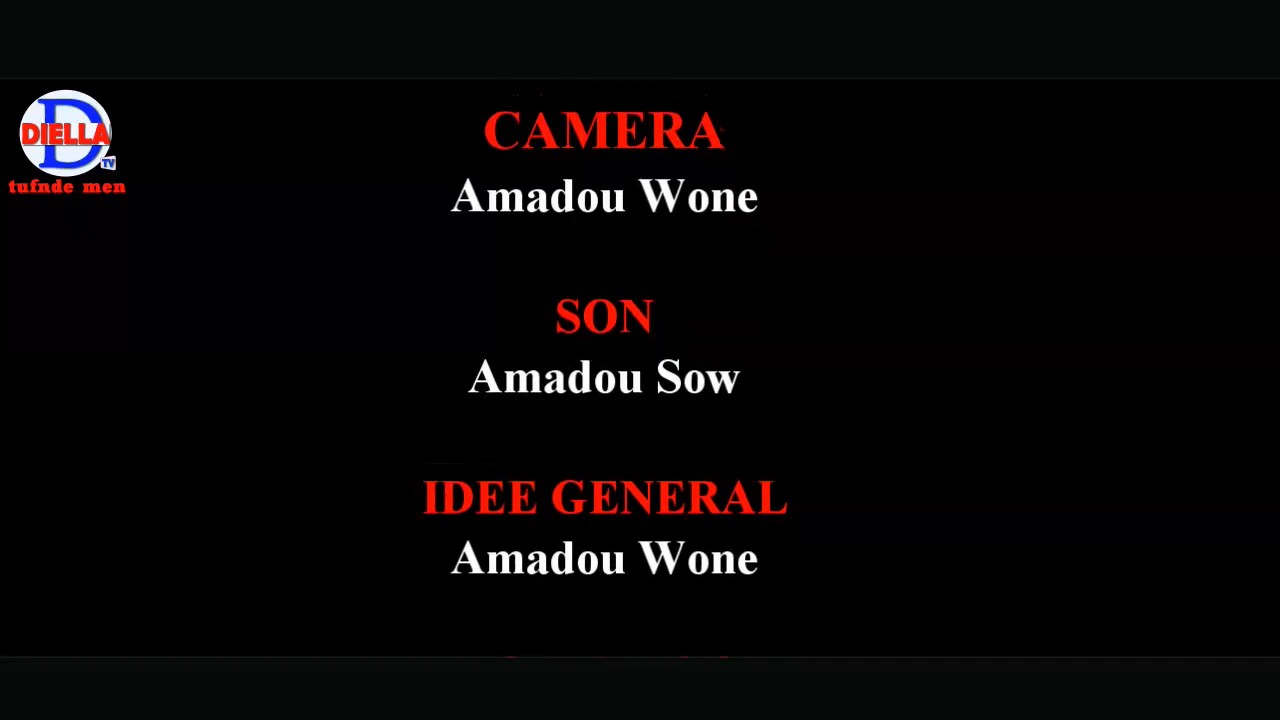 D
DIELLA
TV
tufnde men
CAMERA
Amadou Wone
SON
Amadou Sow
IDEE GENERAL
Amadou Wone